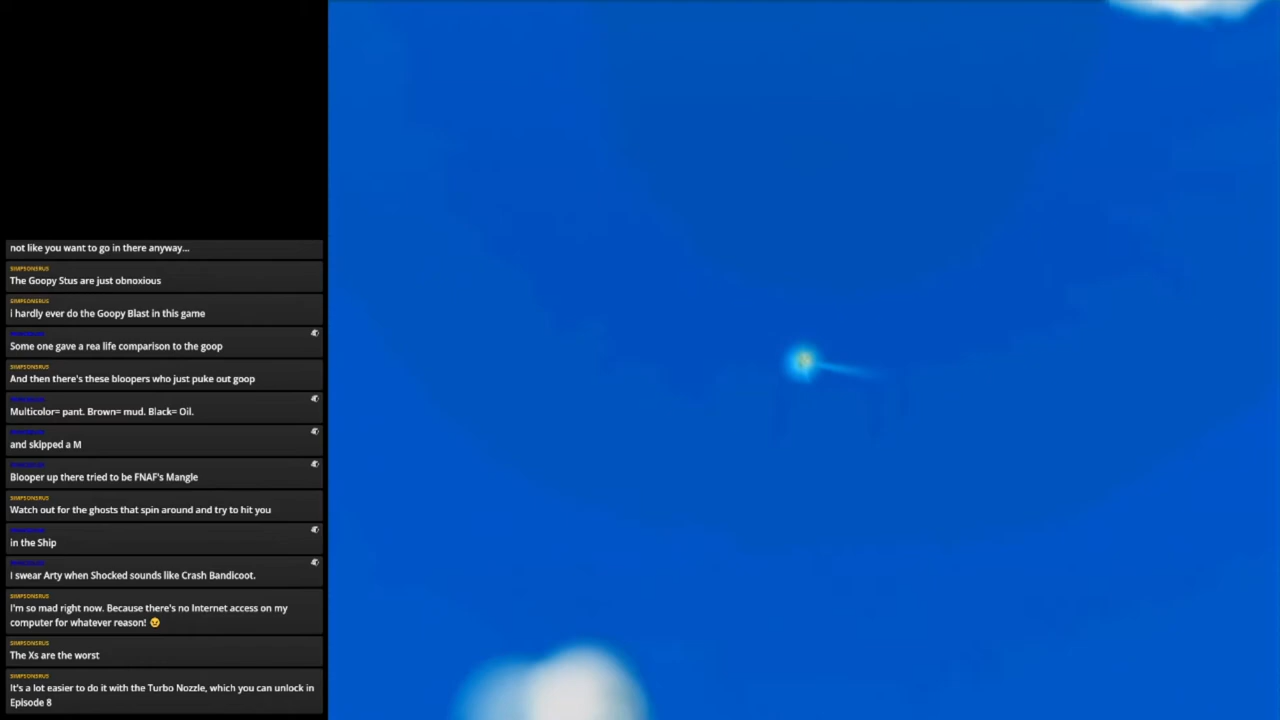 not like you want to go in there anyway...
SIMPSONSRUS
The Goopy Stus are just obnoxious
SIMPSONSRUS
i hardly ever do the Goopy Blast in this game
Some one gave a rea life comparison to the goop
SIMPSONSRUS
And then there's these bloopers who just puke out goop
Multicolor= pant. Brown= mud. Black= Oil.
and skipped a M
Blooper up there tried to be FNAF's Mangle
SIMPSONSRUS
Watch out for the ghosts that spin around and try to hit you
in the Ship
I swear Arty when Shocked sounds like Crash Bandicoot.
SIMPSONSRUS
I'm so mad right now. Because there's no Internet access on my
computer for whatever reason! 😉
SIMPSONSRUS
The Xs are the worst
SIMPSONSRUS
It's a lot easier to do it with the Turbo Nozzle, which you can unlock in
Episode 8